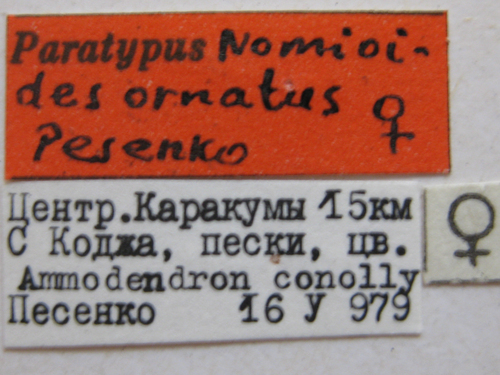 Paratypus Nomioi-
des ornatus
Pesenko ♀
Центр. Каракумы 15км
С Коджа, пески, цв.
Ammodendron conolly
Песенко 16 У 979
♀